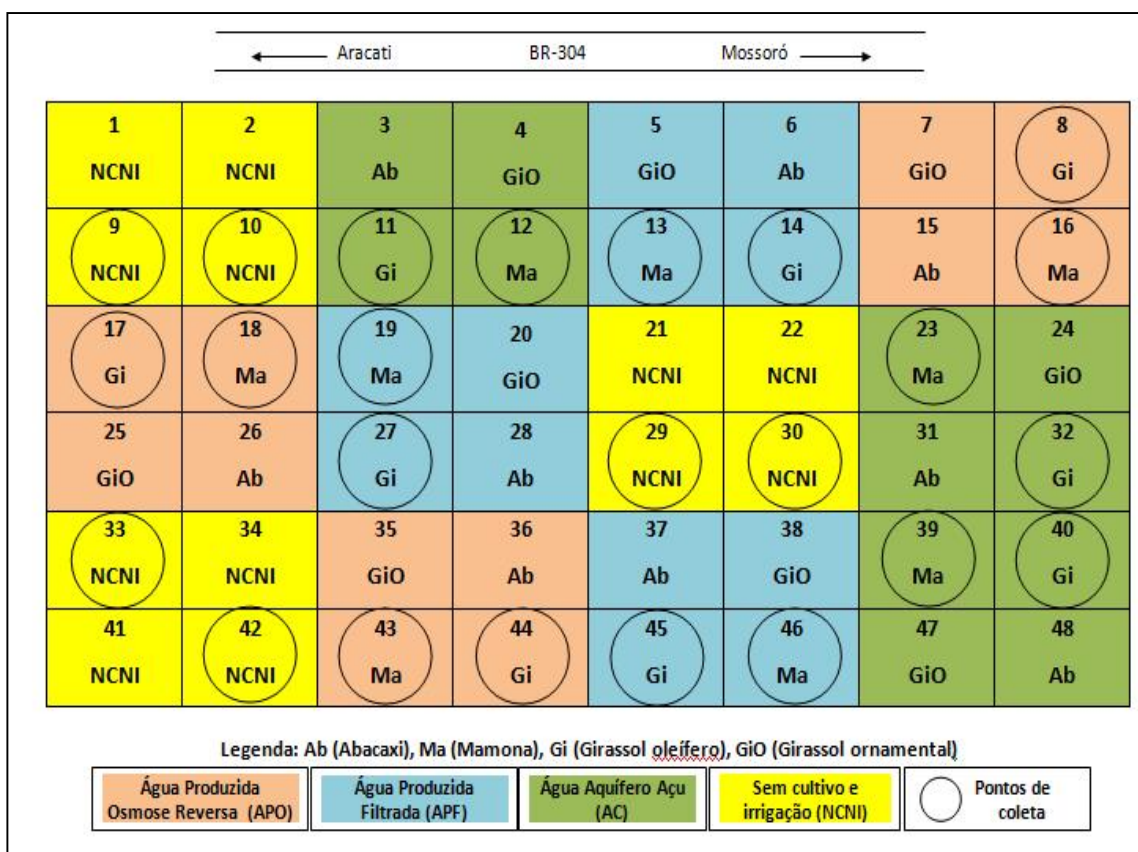 Aracati BR-304 Mossoró
1 2 3 4 5 6 7 8
NCNI NCNI Ab GiO GiO Ab GiO Gi
9 10 11 12 13 14 15 16
NCNI NCNI Gi Ma Ma Gi Ab Ma
17 18 19 20 21 22 23 24
Gi Ma Ma GiO NCNI NCNI Ma GiO
25 26 27 28 29 30 31 32
GiO Ab Gi Ab NCNI NCNI Ab Gi
33 34 35 36 37 38 39 40
NCNI NCNI GiO Ab Ab GiO Ma Gi
41 42 43 44 45 46 47 48
NCNI NCNI Ma Gi Gi Ma GiO Ab
Legenda: Ab (Abacaxi), Ma (Mamona), Gi (Girassol oleífero), GiO (Girassol ornamental)
Água Produzida Osmose Reversa (APO)
Água Produzida Filtrada (APF)
Água Aquífero Açu (AC)
Sem cultivo e irrigação (NCNI)
Pontos de coleta